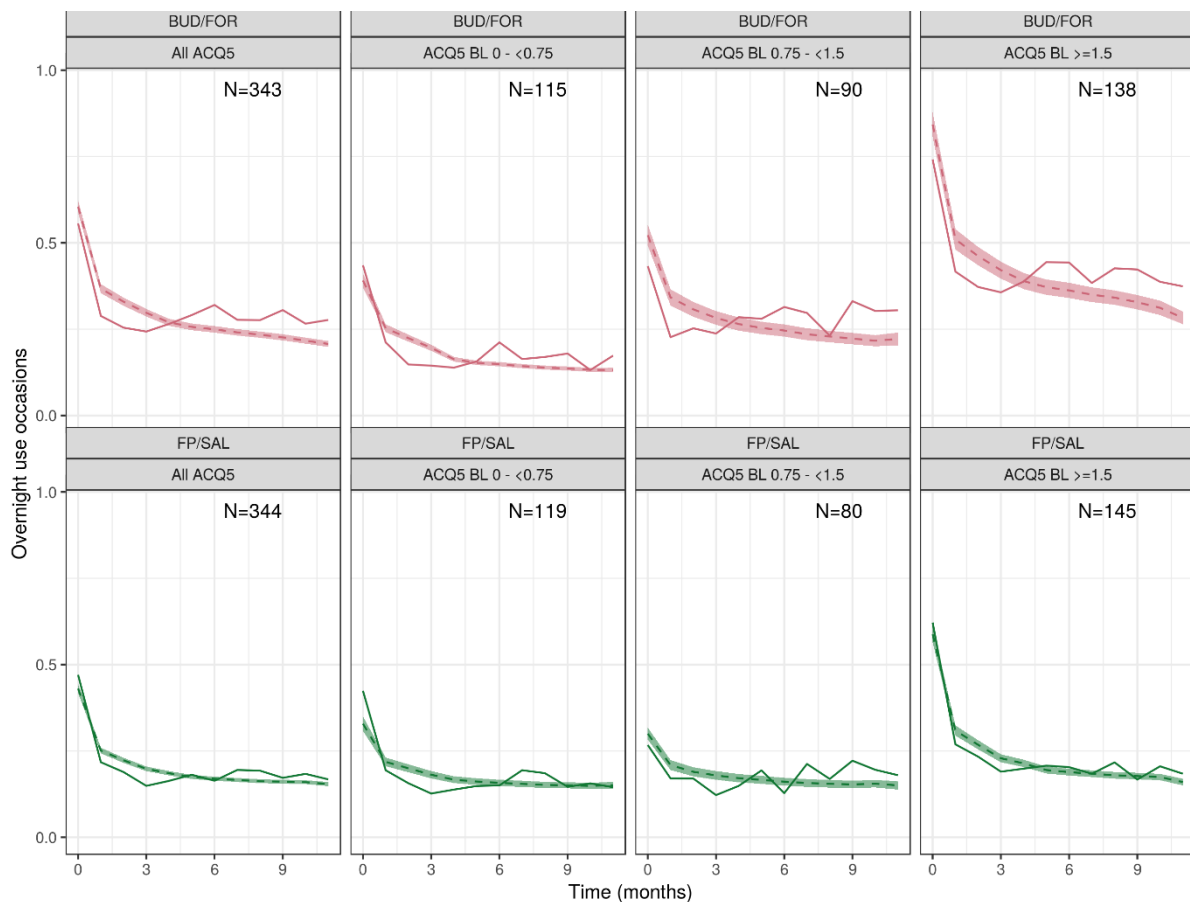 BUD/FOR BUD/FOR BUD/FOR BUD/FOR
All ACQ5 ACQ5 BL 0 - <0.75 ACQ5 BL 0.75 - <1.5 ACQ5 BL >=1.5
1.0
N=343 N=115 N=90 N=138
0.5
0.0
Overnight use occasions
FP/SAL FP/SAL FP/SAL FP/SAL
All ACQ5 ACQ5 BL 0 - <0.75 ACQ5 BL 0.75 - <1.5 ACQ5 BL >=1.5
1.0
N=344 N=119 N=80 N=145
0.5
0.0
0 3 6 9 0 3 6 9 0 3 6 9 0 3 6 9
Time (months)